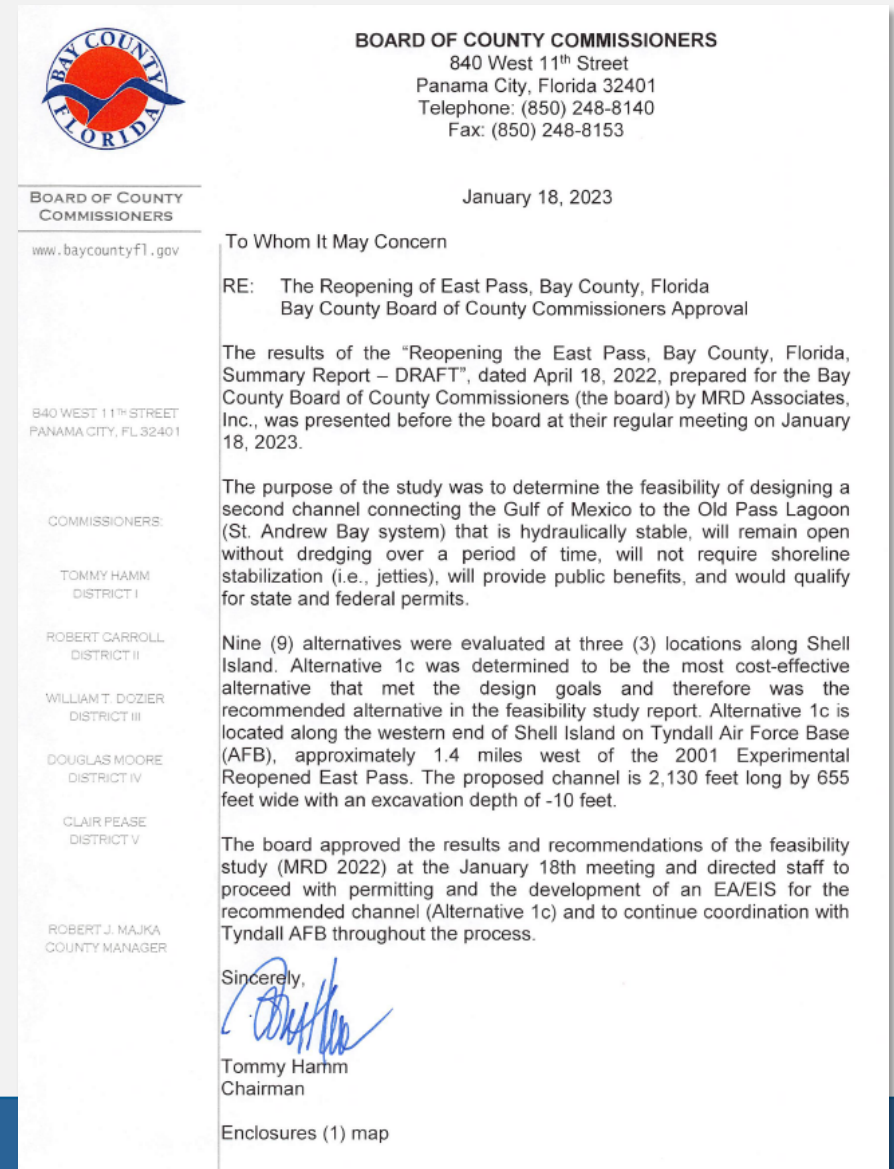 BAY COUNTY
FLORIDA
BOARD OF COUNTY COMMISSIONERS
840 West 11th Street
Panama City, Florida 32401
Telephone: (850) 248-8140
Fax: (850) 248-8153
BOARD OF COUNTY
COMMISSIONERS
www.baycountyfl.gov
840 WEST 11TH STREET
PANAMA CITY, FL 32401
COMMISSIONERS:
TOMMY HAMM
DISTRICT I
ROBERT CARROLL
DISTRICT II
WILLIAM T. DOZIER
DISTRICT III
DOUGLAS MOORE
DISTRICT IV
CLAIR PEASE
DISTRICT V
ROBERT J. MAJKA
COUNTY MANAGER
January 18, 2023
To Whom It May Concern
RE: The Reopening of East Pass, Bay County, Florida
Bay County Board of County Commissioners Approval
The results of the “Reopening the East Pass, Bay County, Florida,
Summary Report – DRAFT”, dated April 18, 2022, prepared for the Bay
County Board of County Commissioners (the board) by MRD Associates,
Inc., was presented before the board at their regular meeting on January
18, 2023.
The purpose of the study was to determine the feasibility of designing a
second channel connecting the Gulf of Mexico to the Old Pass Lagoon
(St. Andrew Bay system) that is hydraulically stable, will remain open
without dredging over a period of time, will not require shoreline
stabilization (i.e., jetties), will provide public benefits, and would qualify
for state and federal permits.
Nine (9) alternatives were evaluated at three (3) locations along Shell
Island. Alternative 1c was determined to be the most cost-effective
alternative that met the design goals and therefore was the
recommended alternative in the feasibility study report. Alternative 1c is
located along the western end of Shell Island on Tyndall Air Force Base
(AFB), approximately 1.4 miles west of the 2001 Experimental
Reopened East Pass. The proposed channel is 2,130 feet long by 655
feet wide with an excavation depth of -10 feet.
The board approved the results and recommendations of the feasibility
study (MRD 2022) at the January 18th meeting and directed staff to
proceed with permitting and the development of an EA/EIS for the
recommended channel (Alternative 1c) and to continue coordination with
Tyndall AFB throughout the process.
Sincerely,
Tommy Hamm
Chairman
Enclosures (1) map